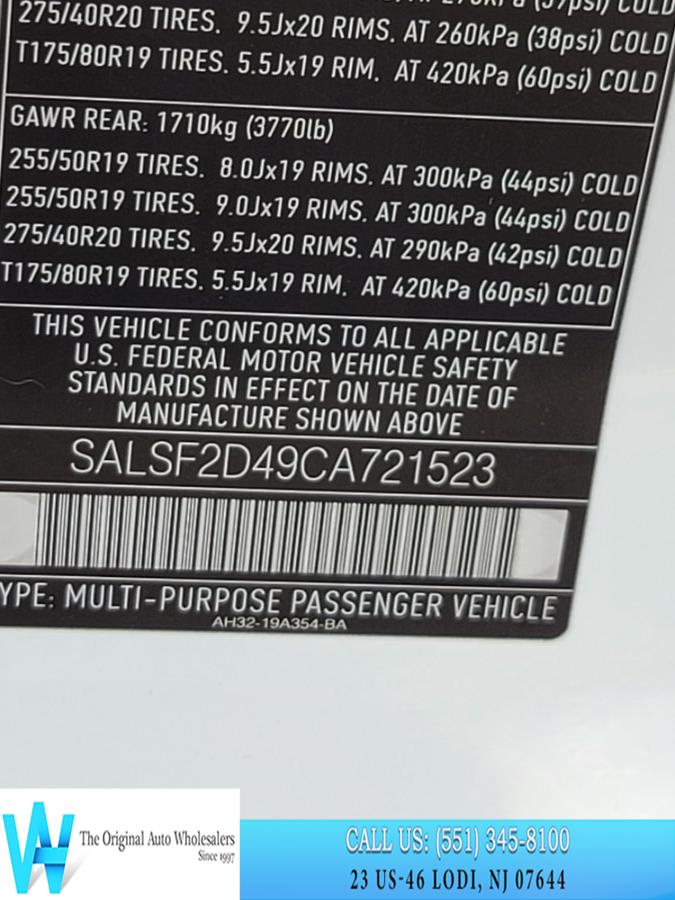 (39psi) COLD
275/40R20 TIRES. 9.5Jx20 RIMS. AT 260kPa (38psi) COLD
T175/80R19 TIRES. 5.5Jx19 RIM. AT 420kPa (60psi) COLD
GAWR REAR: 1710kg (3770lb)
255/50R19 TIRES. 8.0Jx19 RIMS. AT 300kPa (44psi) COLD
255/50R19 TIRES. 9.0Jx19 RIMS. AT 300kPa (44psi) COLD
275/40R20 TIRES. 9.5Jx20 RIMS. AT 290kPa (42psi) COLD
T175/80R19 TIRES. 5.5Jx19 RIM. AT 420kPa (60psi) COLD
THIS VEHICLE CONFORMS TO ALL APPLICABLE
U.S. FEDERAL MOTOR VEHICLE SAFETY
STANDARDS IN EFFECT ON THE DATE OF
MANUFACTURE SHOWN ABOVE
SALSF2D49CA721523
YPE: MULTI-PURPOSE PASSENGER VEHICLE
AH32-19A354-BA
The Original Auto Wholesalers
Since 1997
CALL US: (551) 345-8100
23 US-46 LODI, NJ 07644